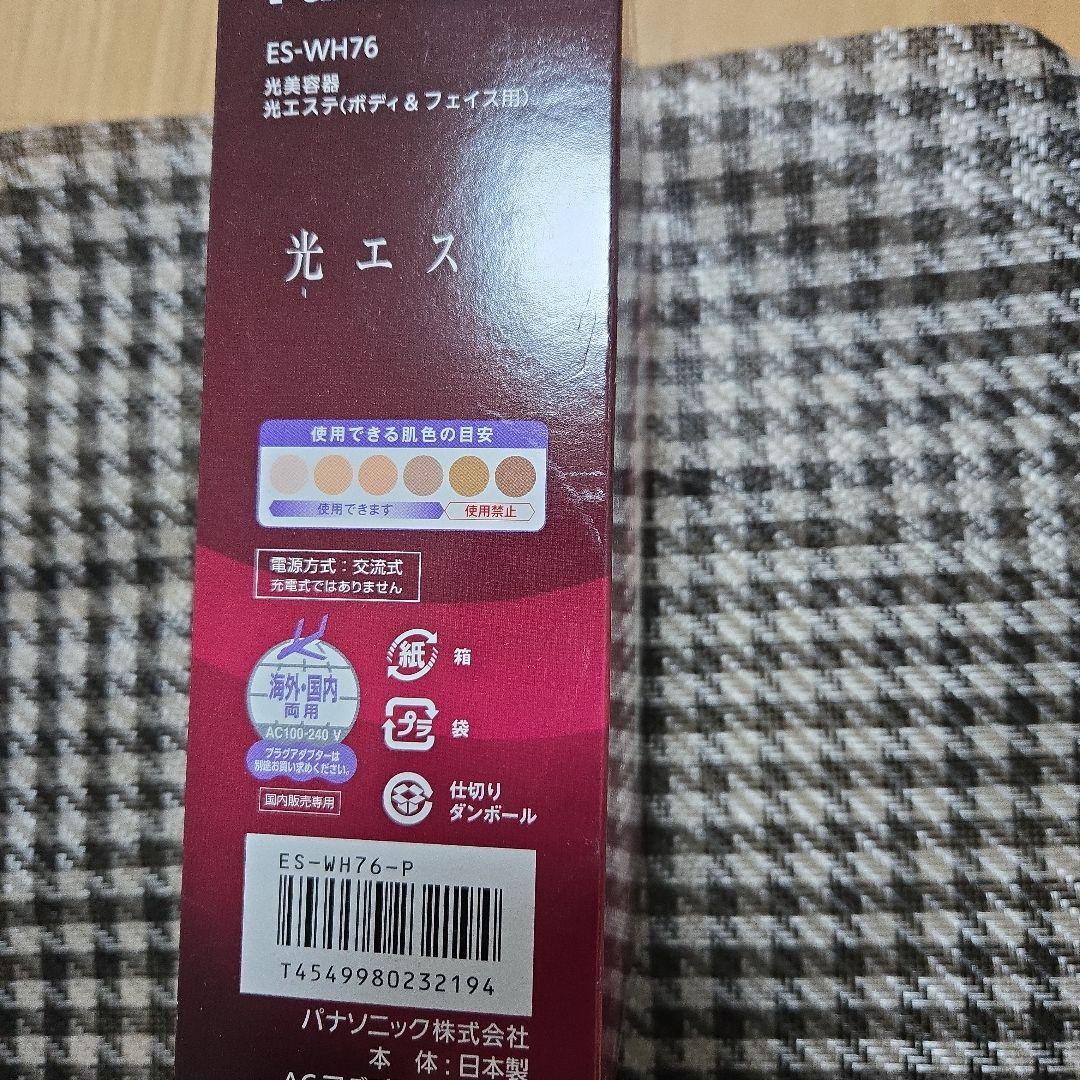 ES-WH76
光美容器
光エステ(ボディ&フェイス用)
光エス
使用できる肌色の目安
使用できます 使用禁止
電源方式:交流式
充電式ではありません
海外・国内
両用
AC100-240 V
プラグアダプターは
別途お買い求めください。
国内販売専用
紙 箱
プラ 袋
仕切り
ダンボール
ES-WH76-P
T4549980232194
パナソニック株式会社
本 体:日本製